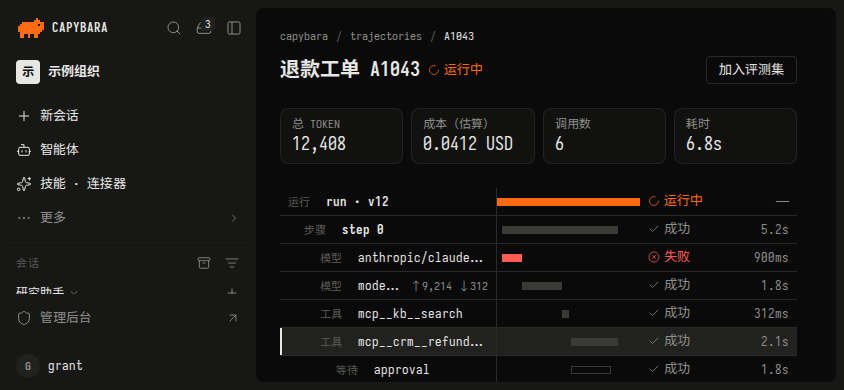 CAPYBARA
3
示 示例组织
新会话
智能体
技能 · 连接器
更多
会话
研究助手
管理后台
G grant
capybara / trajectories / A1043
退款工单 A1043 运行中
加入评测集
总 TOKEN
12,408
成本（估算）
0.0412 USD
调用数
6
耗时
6.8s
运行 run · v12 运行中 —
步骤 step 0 成功 5.2s
模型 anthropic/claude... 失败 900ms
模型 mode... ↑9,214 ↓312 成功 1.8s
工具 mcp__kb__search 成功 312ms
工具 mcp__crm__refund... 成功 2.1s
等待 approval 成功 1.8s